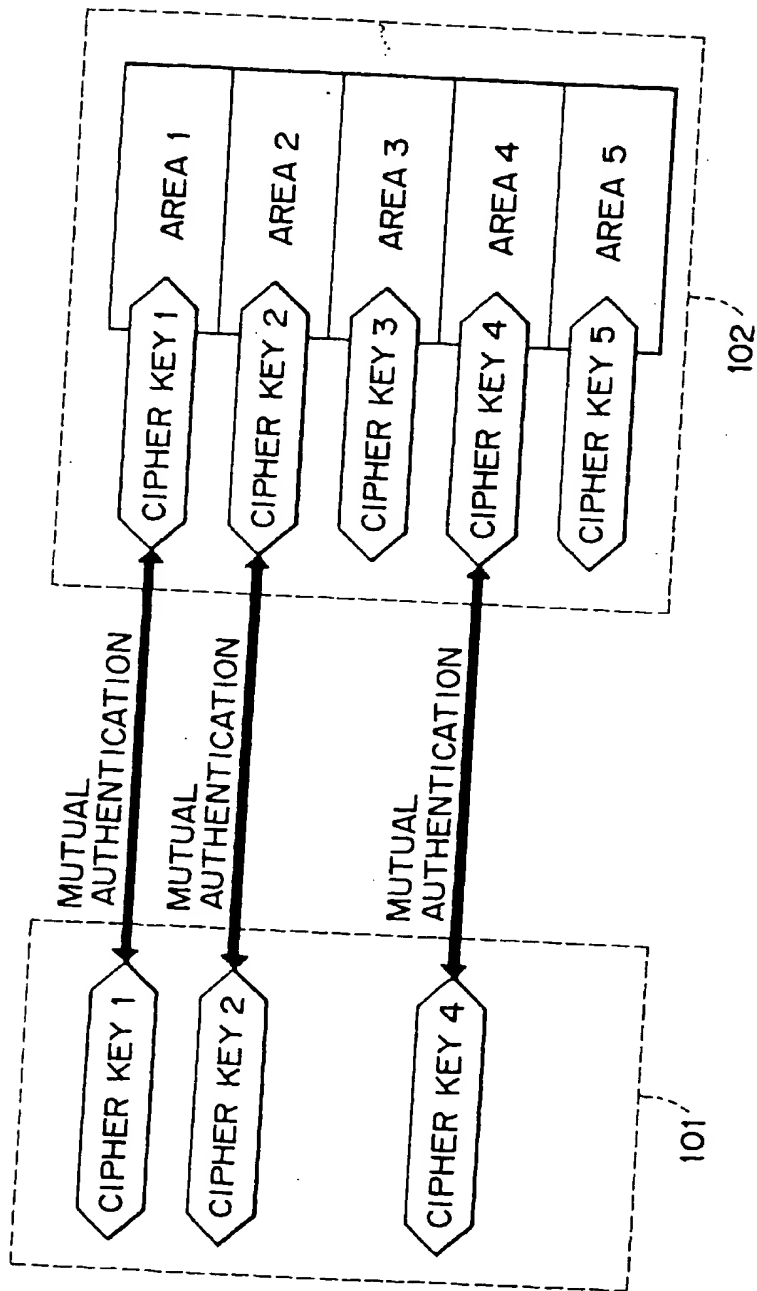 CIPHER KEY 1
CIPHER KEY 2
CIPHER KEY 4
101
MUTUAL
AUTHENTICATION
MUTUAL
AUTHENTICATION
MUTUAL
AUTHENTICATION
CIPHER KEY 1
AREA 1
CIPHER KEY 2
AREA 2
CIPHER KEY 3
AREA 3
CIPHER KEY 4
AREA 4
CIPHER KEY 5
AREA 5
102